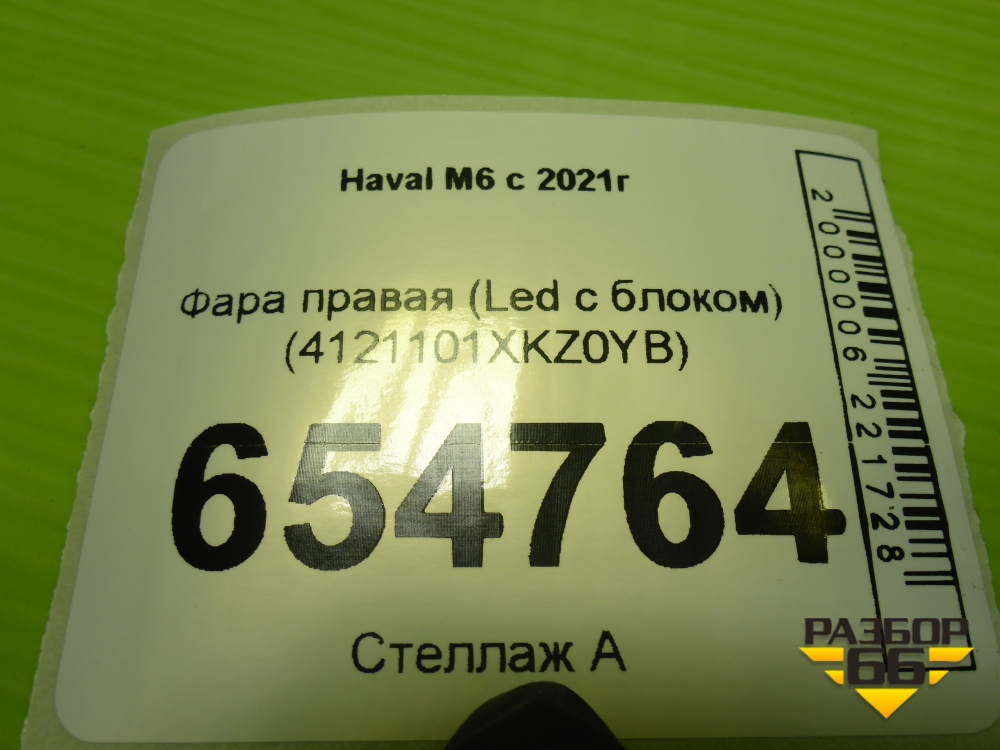 Haval M6 с 2021г
Фара правая (Led с блоком)
(4121101XKZ0YB)
654764
Стеллаж А
2000006221728
РАЗБОР
66